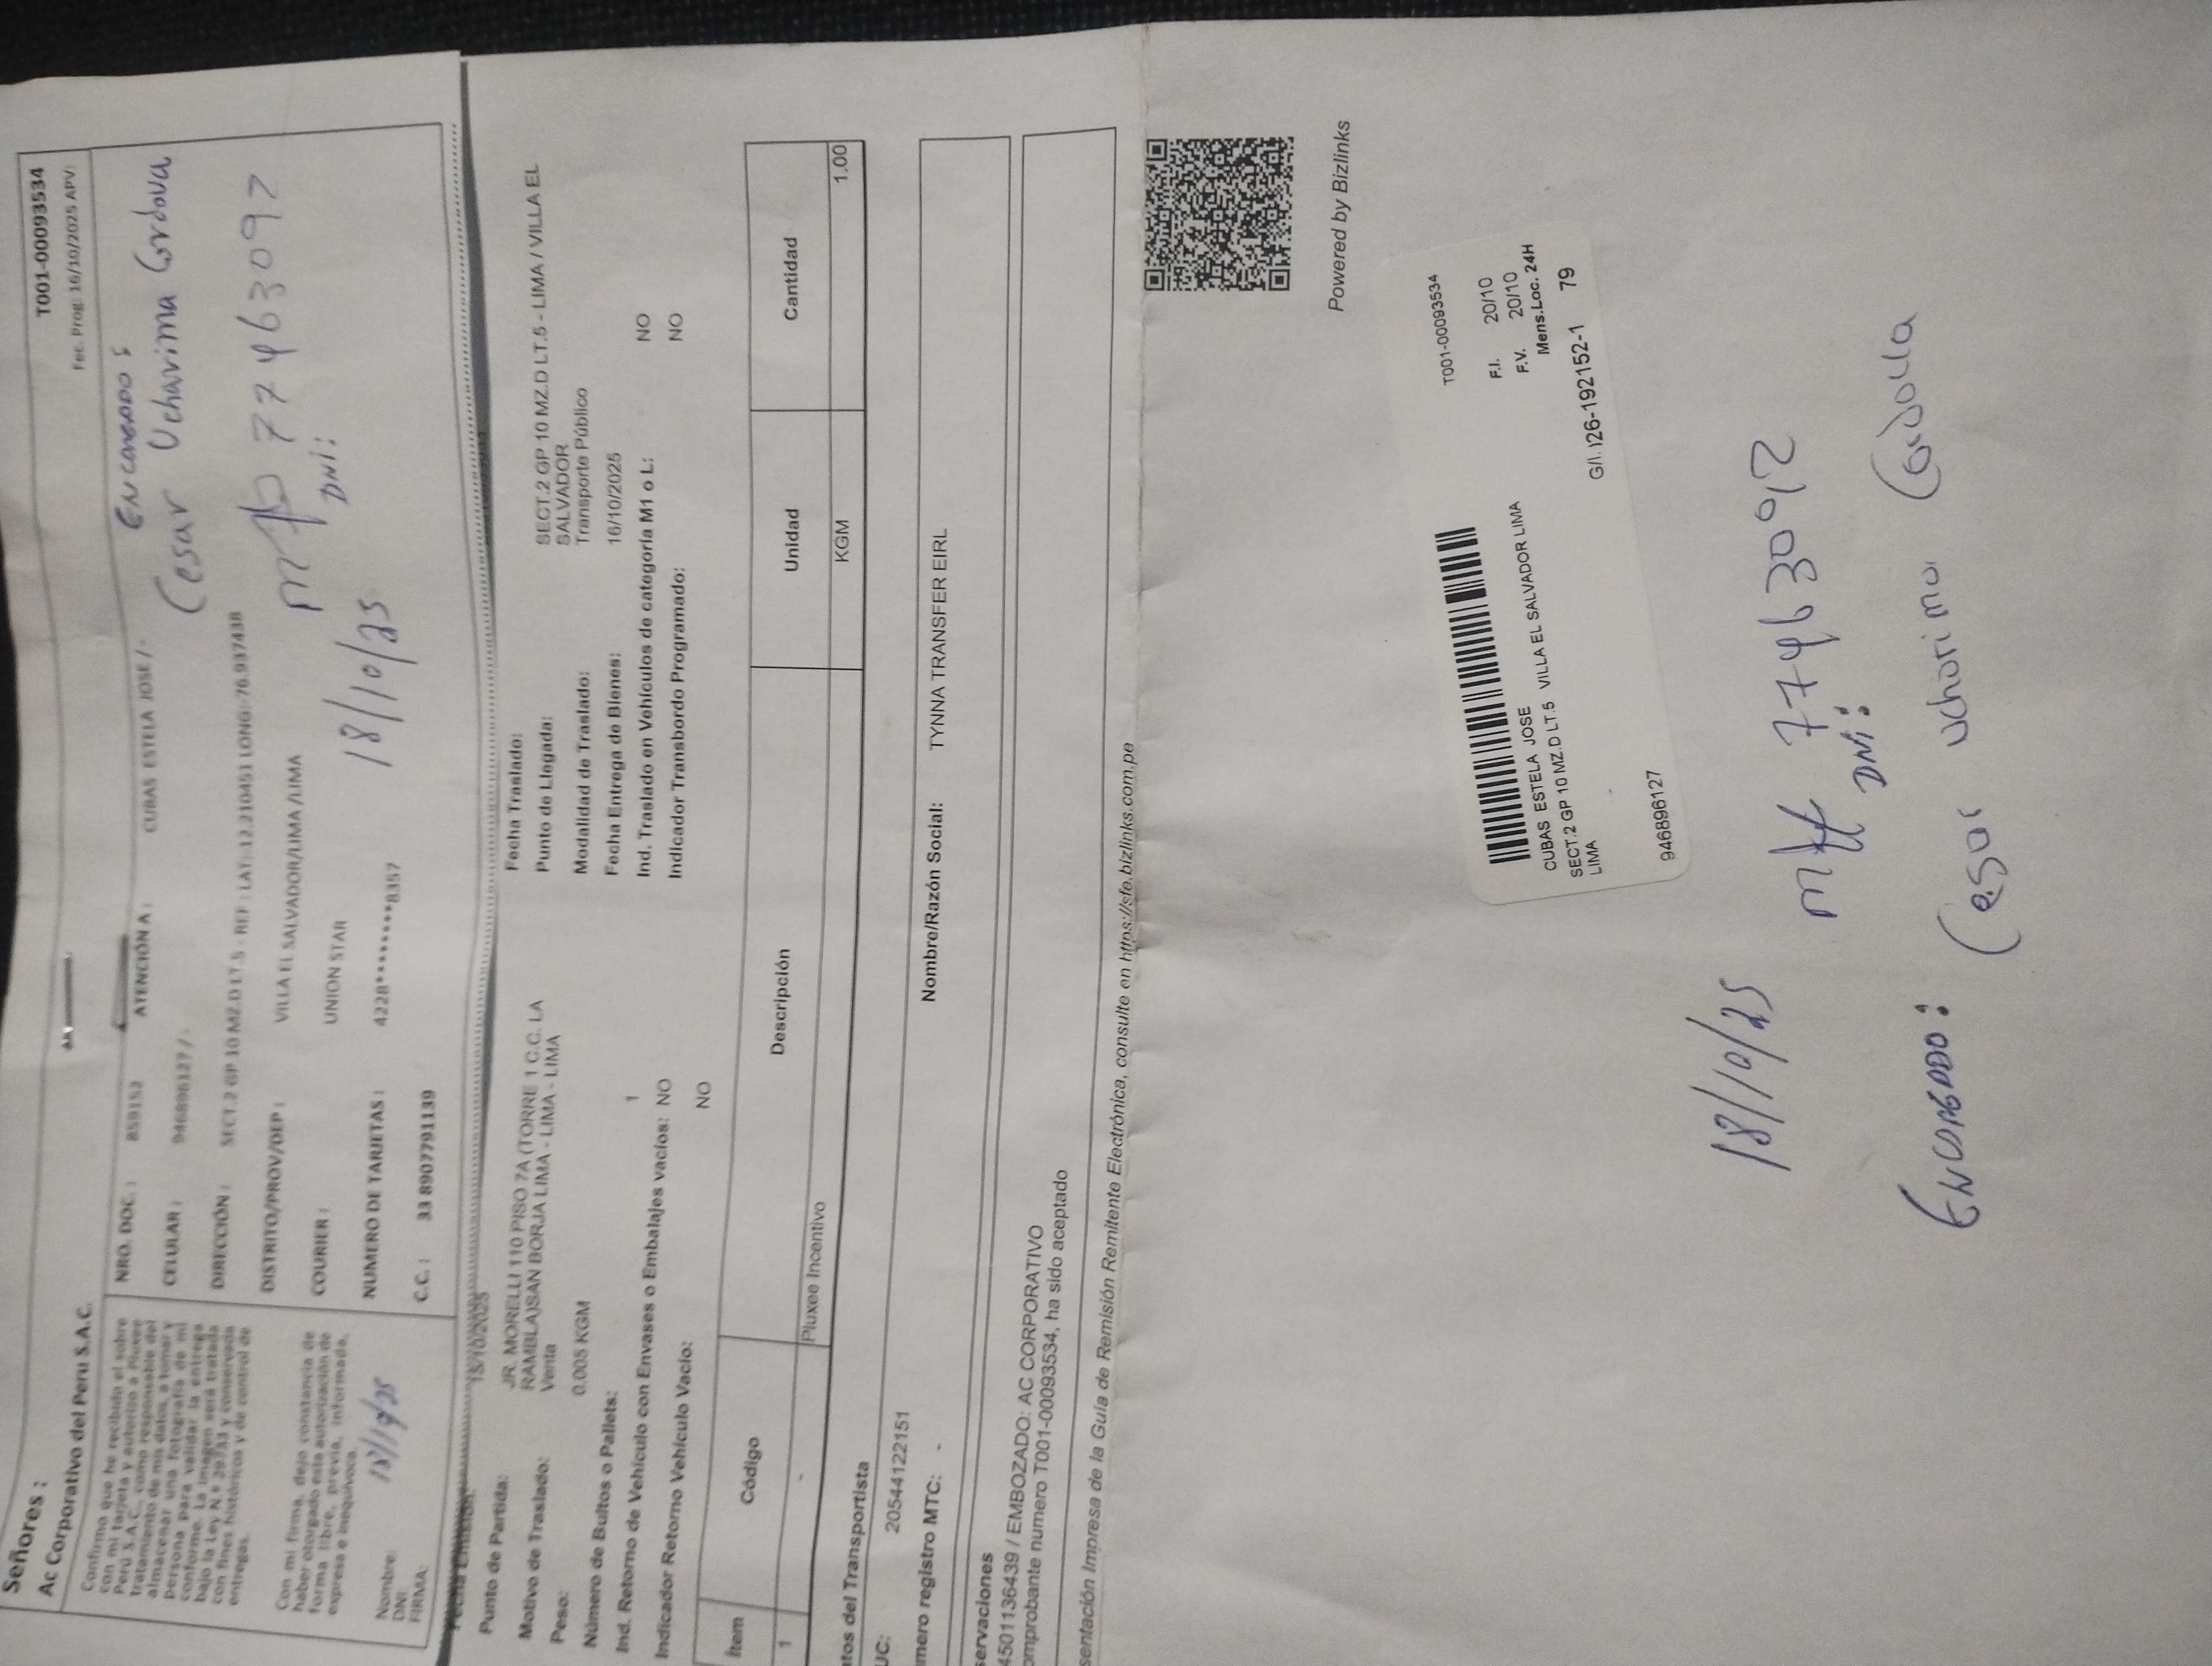 Señores :
Ac Corporativo del Peru S.A.C.
T001-00093534
Fec. Prog: 16/10/2025 APV:
Confirmo que he recibido el sobre
con mi tarjeta y autorizo a Pluxee
Perú S.A.C., como responsable del
tratamiento de mis datos, a tomar y
almacenar una fotografía de mi
persona para validar la entrega
conforme. La imagen será tratada
bajo la Ley N° 29733 y conservada
con fines históricos y de control de
entregas.
Con mi firma, dejo constancia de
haber otorgado esta autorización de
forma libre, previa, informada,
expresa e inequívoca.
Nombre:
DNI:
FIRMA:
18/10/25
NRO. DOC. : 859152 ATENCIÓN A : CUBAS ESTELA JOSE / -
CELULAR : 946896127 / -
DIRECCIÓN : SECT.2 GP 10 MZ.D LT.5 - REF : LAT:-12.210451 LONG:-76.937438
DISTRITO/PROV/DEP : VILLA EL SALVADOR/LIMA /LIMA
COURIER : UNION STAR
NUMERO DE TARJETAS : 4228********8357
C.C. : 33 8907791139
Cesar Ucharima Cordova
77463092
DNI:
18/10/25
15/10/2025
Punto de Partida: JR. MORELLI 110 PISO 7A (TORRE 1 C.C. LA
RAMBLA)SAN BORJA LIMA - LIMA - LIMA
Motivo de Traslado: Venta
Peso: 0.005 KGM
Número de Bultos o Pallets: 1
Ind. Retorno de Vehículo con Envases o Embalajes vacíos: NO
Indicador Retorno Vehículo Vacío: NO
Fecha Traslado:
Punto de Llegada: SECT.2 GP 10 MZ.D LT.5 - LIMA / VILLA EL
SALVADOR
Modalidad de Traslado: Transporte Público
Fecha Entrega de Bienes: 16/10/2025
Ind. Traslado en Vehículos de categoría M1 o L: NO
Indicador Transbordo Programado: NO
Ítem Código Descripción Unidad Cantidad
1 - Pluxee Incentivo KGM 1.00
atos del Transportista
UC: 20544122151 Nombre/Razón Social: TYNNA TRANSFER EIRL
mero registro MTC: -
servaciones
4501136439 / EMBOZADO: AC CORPORATIVO
omprobante numero T001-00093534, ha sido aceptado
sentación Impresa de la Guía de Remisión Remitente Electrónica, consulte en https://sfe.bizlinks.com.pe
Powered by Bizlinks
T001-00093534
F.I. 20/10
F.V. 20/10
Mens.Loc. 24H
CUBAS ESTELA JOSE
SECT.2 GP 10 MZ.D LT.5 VILLA EL SALVADOR LIMA
LIMA
G/I. 126-192152-1 79
946896127
18/10/25
77463092
DNI:
ENCARGADO:
Cesar Ucharima Cordova